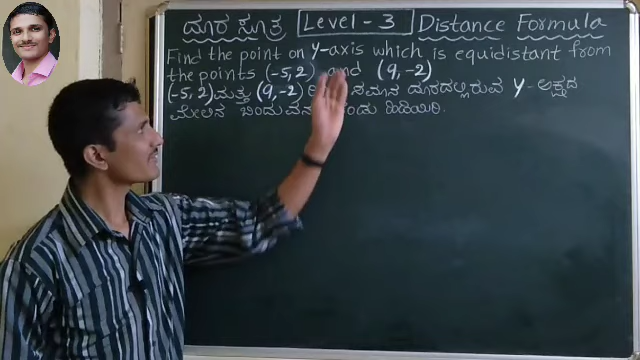 ದೂರ ಸೂತ್ರ Level - 3 Distance Formula
Find the point on y-axis which is equidistant from
the points (-5, 2) and (9, -2)
(-5, 2) ಮತ್ತು (9, -2) ಸಮಾನ ದೂರದಲ್ಲಿರುವ y - ಅಕ್ಷದ
ಮೇಲಿನ ಬಿಂದುವನ್ನು ಕಂಡು ಹಿಡಿಯಿರಿ.